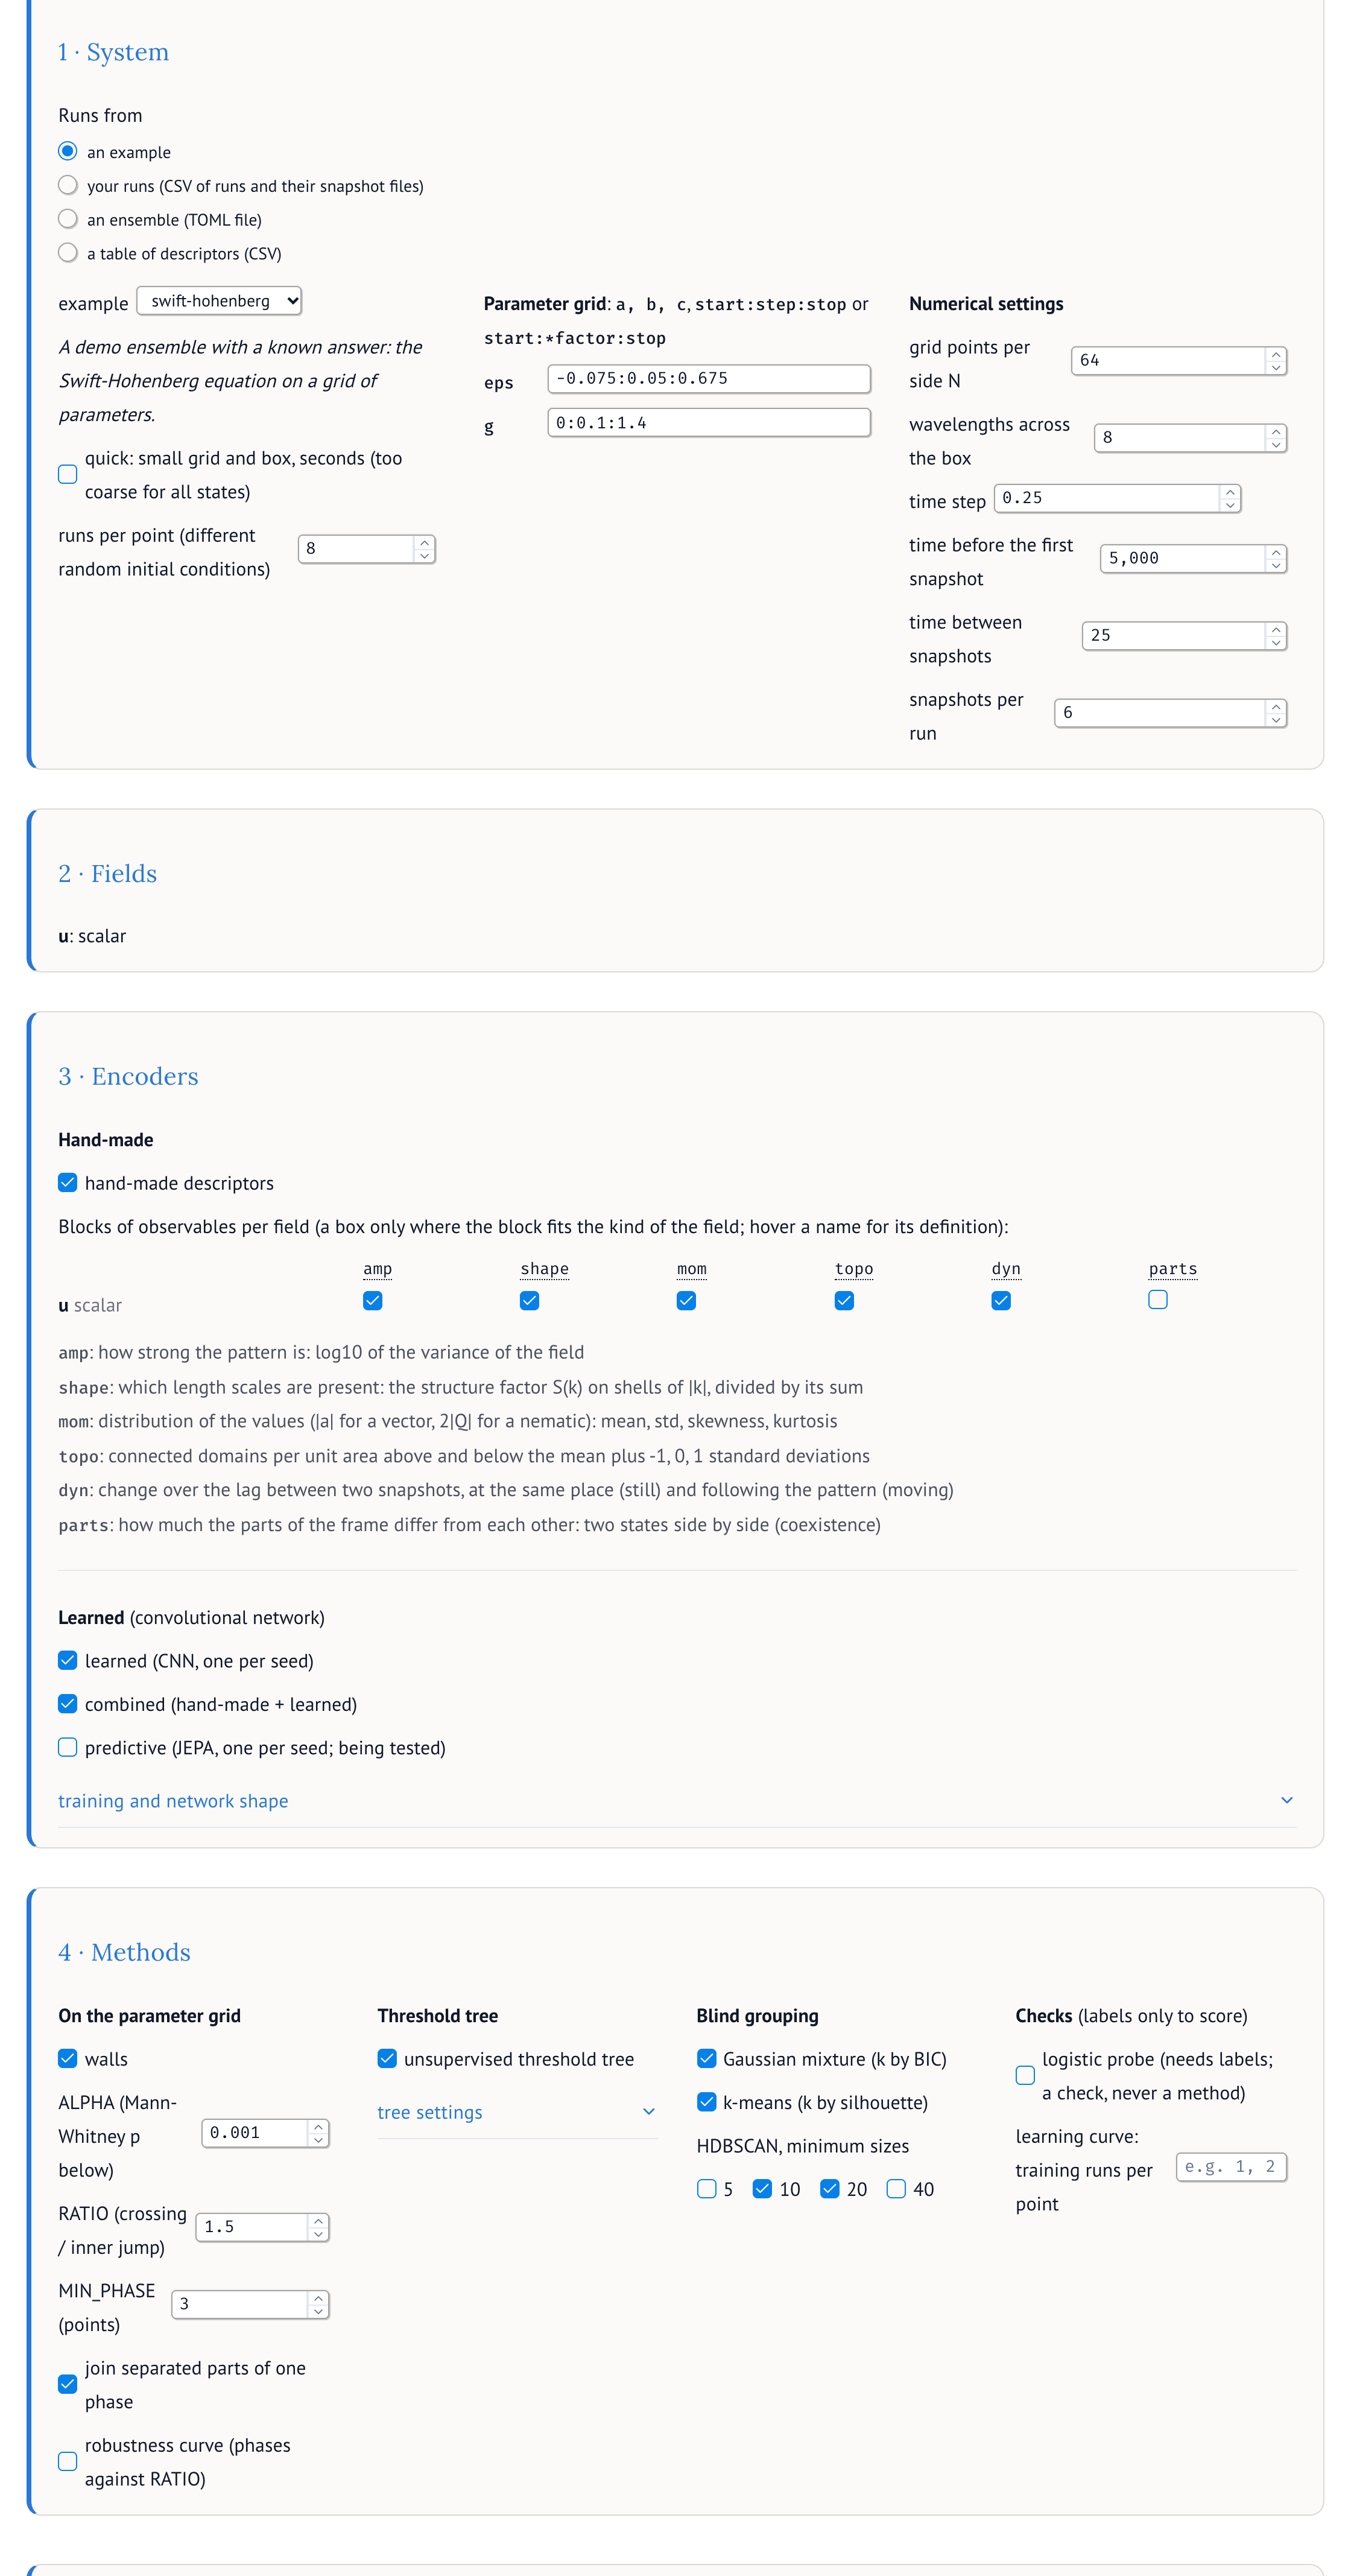 1 · System
Runs from
an example
your runs (CSV of runs and their snapshot files)
an ensemble (TOML file)
a table of descriptors (CSV)
example swift-hohenberg
A demo ensemble with a known answer: the
Swift-Hohenberg equation on a grid of
parameters.
quick: small grid and box, seconds (too
coarse for all states)
runs per point (different
random initial conditions)
8
Parameter grid: a, b, c, start:step:stop or
start:*factor:stop
eps -0.075:0.05:0.675
g 0:0.1:1.4
Numerical settings
grid points per
side N
64
wavelengths across
the box
8
time step 0.25
time before the first
snapshot
5,000
time between
snapshots
25
snapshots per
run
6
2 · Fields
u: scalar
3 · Encoders
Hand-made
hand-made descriptors
Blocks of observables per field (a box only where the block fits the kind of the field; hover a name for its definition):
amp shape mom topo dyn parts
u scalar
amp: how strong the pattern is: log10 of the variance of the field
shape: which length scales are present: the structure factor S(k) on shells of |k|, divided by its sum
mom: distribution of the values (|a| for a vector, 2|Q| for a nematic): mean, std, skewness, kurtosis
topo: connected domains per unit area above and below the mean plus -1, 0, 1 standard deviations
dyn: change over the lag between two snapshots, at the same place (still) and following the pattern (moving)
parts: how much the parts of the frame differ from each other: two states side by side (coexistence)
Learned (convolutional network)
learned (CNN, one per seed)
combined (hand-made + learned)
predictive (JEPA, one per seed; being tested)
training and network shape
4 · Methods
On the parameter grid
walls
ALPHA (Mann-
Whitney p
below)
0.001
RATIO (crossing
/ inner jump)
1.5
MIN_PHASE
(points)
3
join separated parts of one
phase
robustness curve (phases
against RATIO)
Threshold tree
unsupervised threshold tree
tree settings
Blind grouping
Gaussian mixture (k by BIC)
k-means (k by silhouette)
HDBSCAN, minimum sizes
5 10 20 40
Checks (labels only to score)
logistic probe (needs labels;
a check, never a method)
learning curve:
training runs per
point
e.g. 1, 2